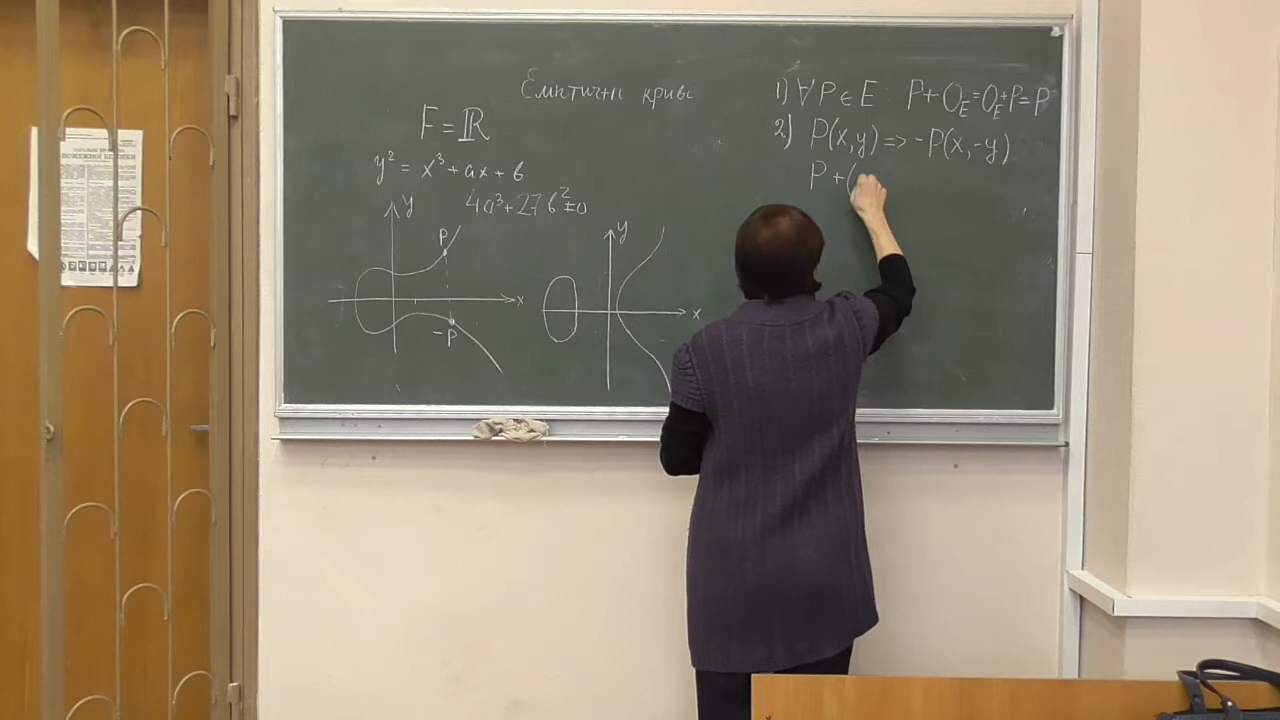 Еліптичні криві
F = ℝ
y² = x³ + ax + b
4a³ + 27b² ≠ 0
y
P
x
-P
y
x
1) ∀P∈E P + O_E = O_E + P = P
2) P(x,y) => -P(x,-y)
P + (